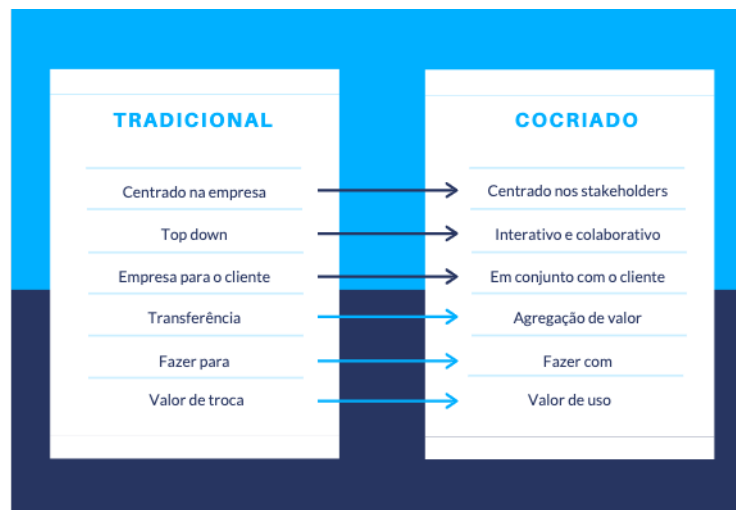 TRADICIONAL
Centrado na empresa
Top down
Empresa para o cliente
Transferência
Fazer para
Valor de troca
COCRIADO
Centrado nos stakeholders
Interativo e colaborativo
Em conjunto com o cliente
Agregação de valor
Fazer com
Valor de uso